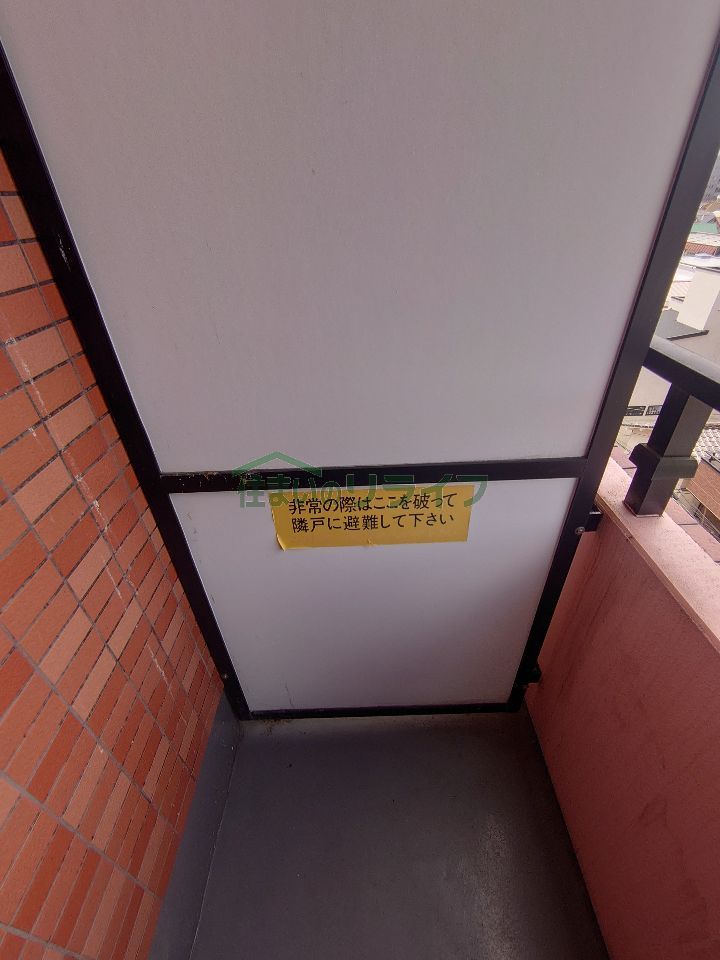 住まいのリライフ
非常の際はここを破って
隣戸に避難して下さい